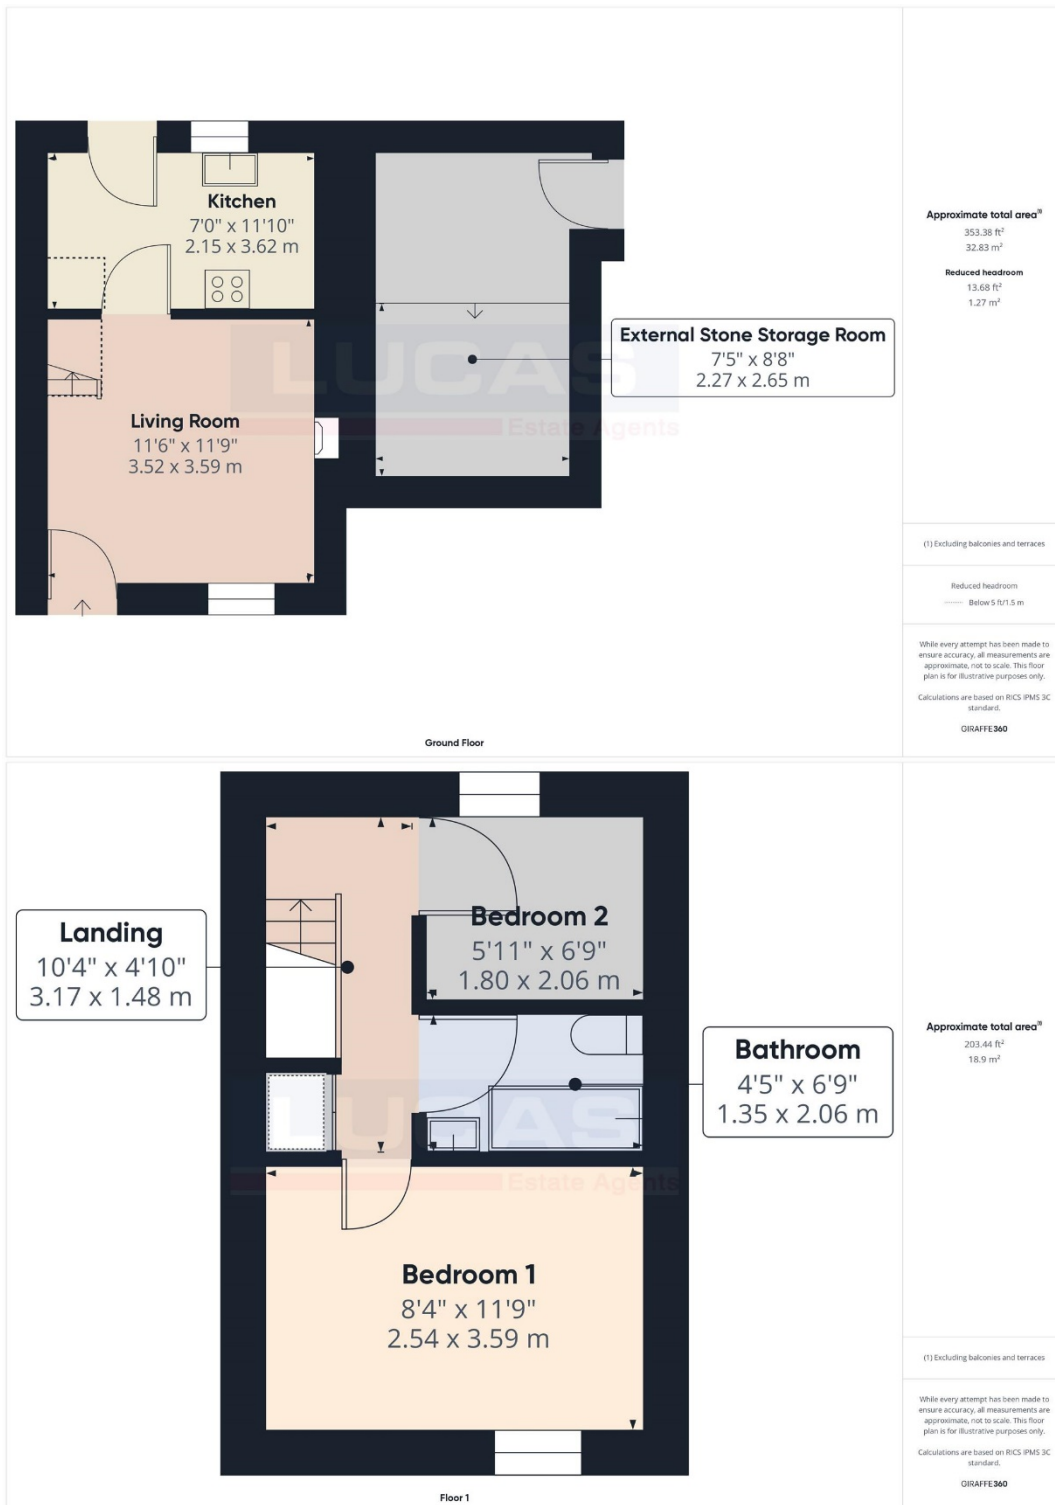 Kitchen
7'0" x 11'10"
2.15 x 3.62 m
External Stone Storage Room
7'5" x 8'8"
2.27 x 2.65 m
LUCAS
Estate Agents
Living Room
11'6" x 11'9"
3.52 x 3.59 m
Ground Floor
Approximate total area⁽¹⁾
353.38 ft²
32.83 m²
Reduced headroom
13.68 ft²
1.27 m²
(1) Excluding balconies and terraces
Reduced headroom
Below 5 ft/1.5 m
While every attempt has been made to
ensure accuracy, all measurements are
approximate, not to scale. This floor
plan is for illustrative purposes only.
Calculations are based on RICS IPMS 3C
standard.
GIRAFFE360
Landing
10'4" x 4'10"
3.17 x 1.48 m
Bedroom 2
5'11" x 6'9"
1.80 x 2.06 m
Bathroom
4'5" x 6'9"
1.35 x 2.06 m
LUCAS
Estate Agents
Bedroom 1
8'4" x 11'9"
2.54 x 3.59 m
Floor 1
Approximate total area⁽¹⁾
203.44 ft²
18.9 m²
(1) Excluding balconies and terraces
While every attempt has been made to
ensure accuracy, all measurements are
approximate, not to scale. This floor
plan is for illustrative purposes only.
Calculations are based on RICS IPMS 3C
standard.
GIRAFFE360